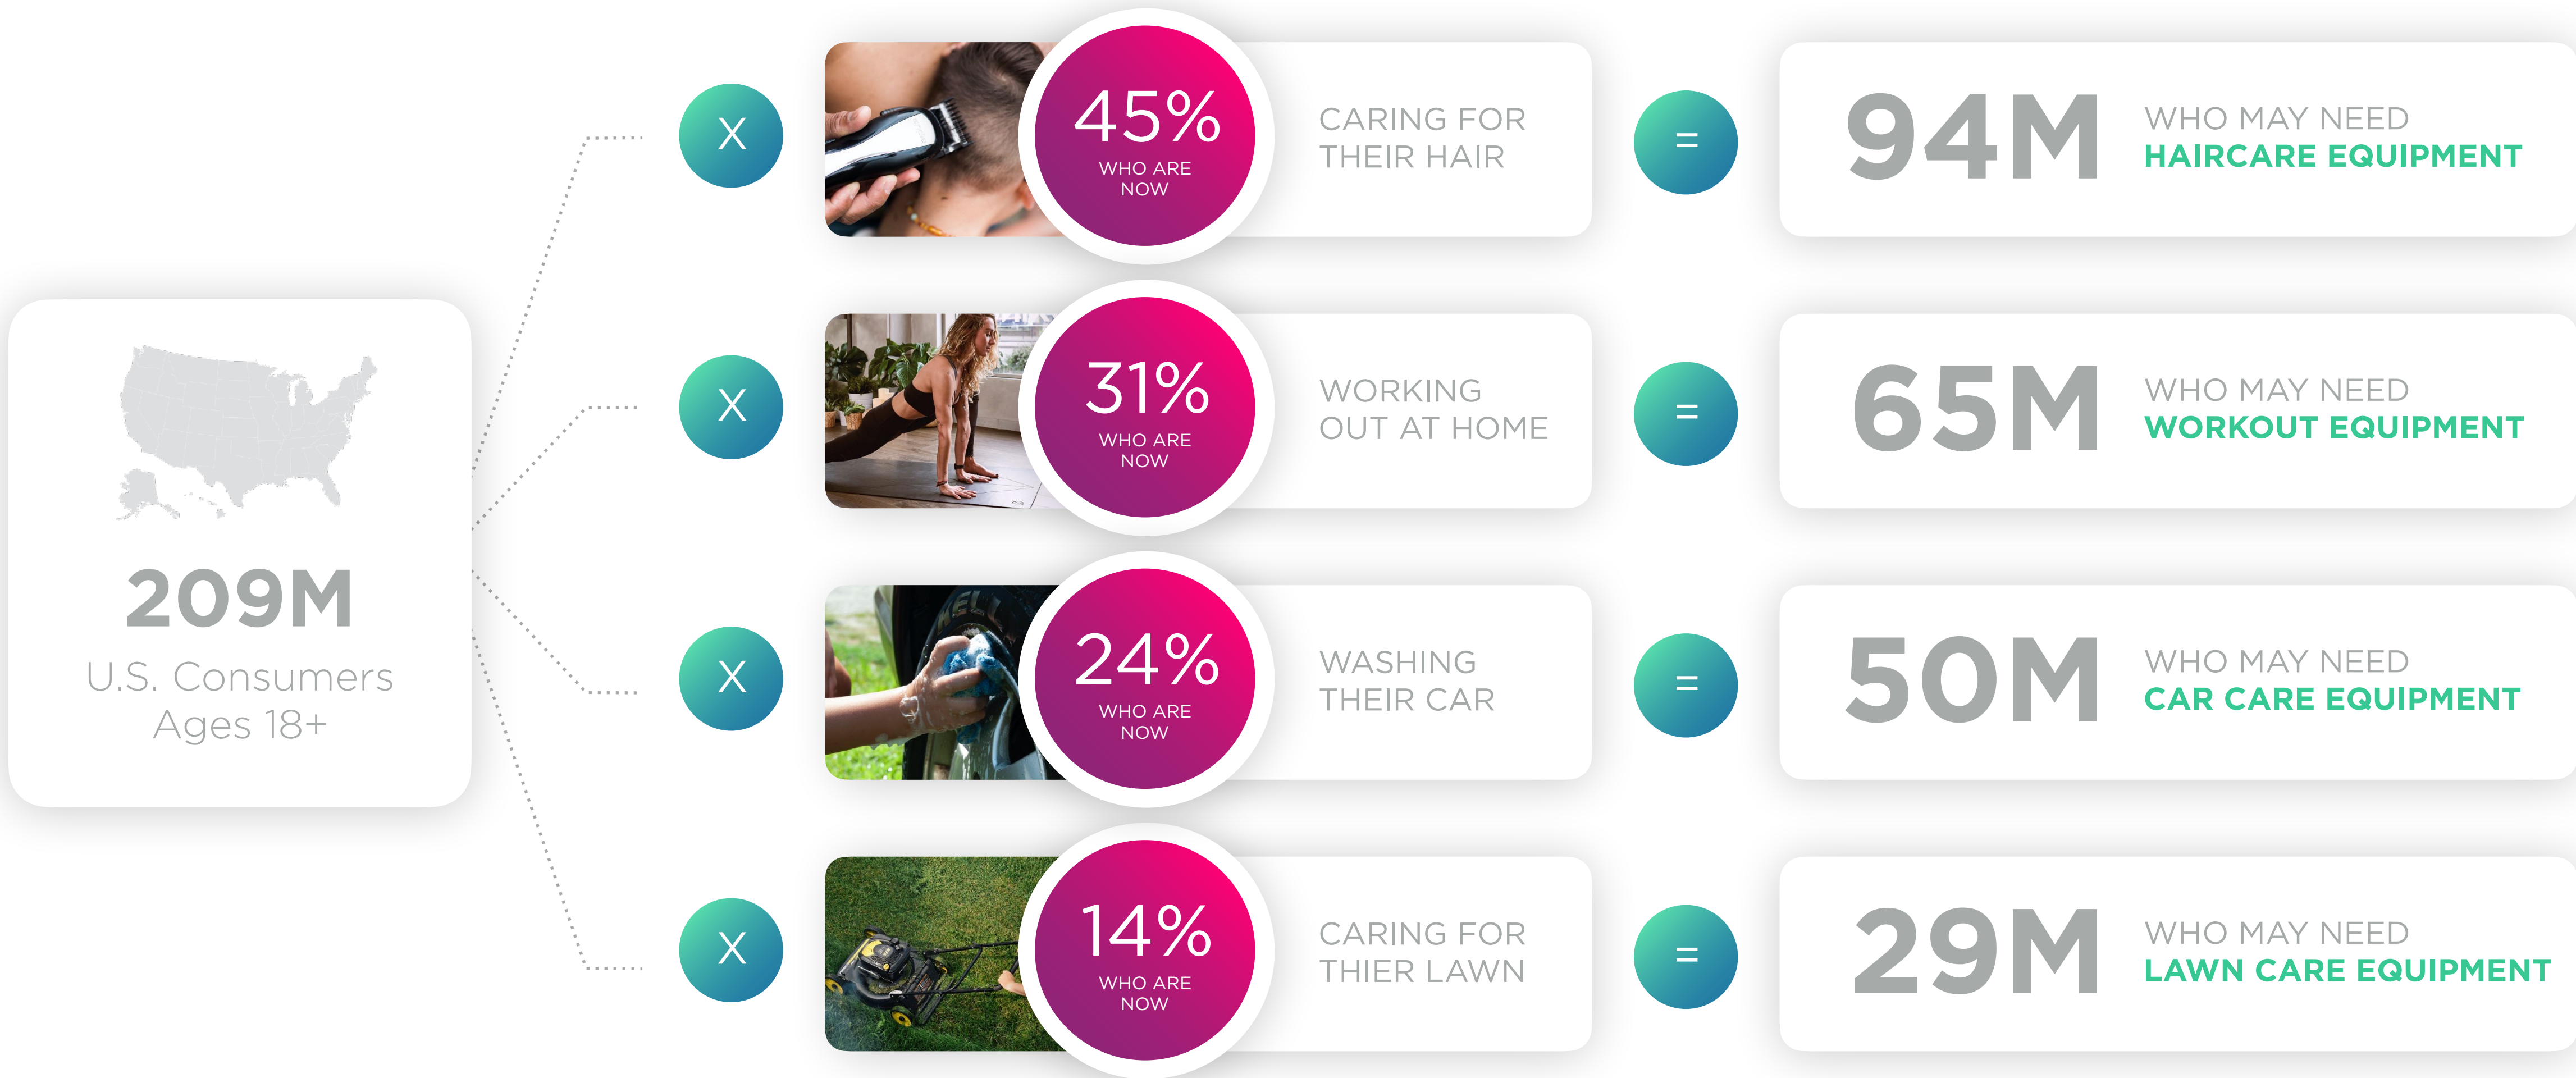 209M
U.S. Consumers
Ages 18+
X
45%
WHO ARE
NOW
CARING FOR
THEIR HAIR
=
94M
WHO MAY NEED
HAIRCARE EQUIPMENT
X
31%
WHO ARE
NOW
WORKING
OUT AT HOME
=
65M
WHO MAY NEED
WORKOUT EQUIPMENT
X
24%
WHO ARE
NOW
WASHING
THEIR CAR
=
50M
WHO MAY NEED
CAR CARE EQUIPMENT
X
14%
WHO ARE
NOW
CARING FOR
THIER LAWN
=
29M
WHO MAY NEED
LAWN CARE EQUIPMENT